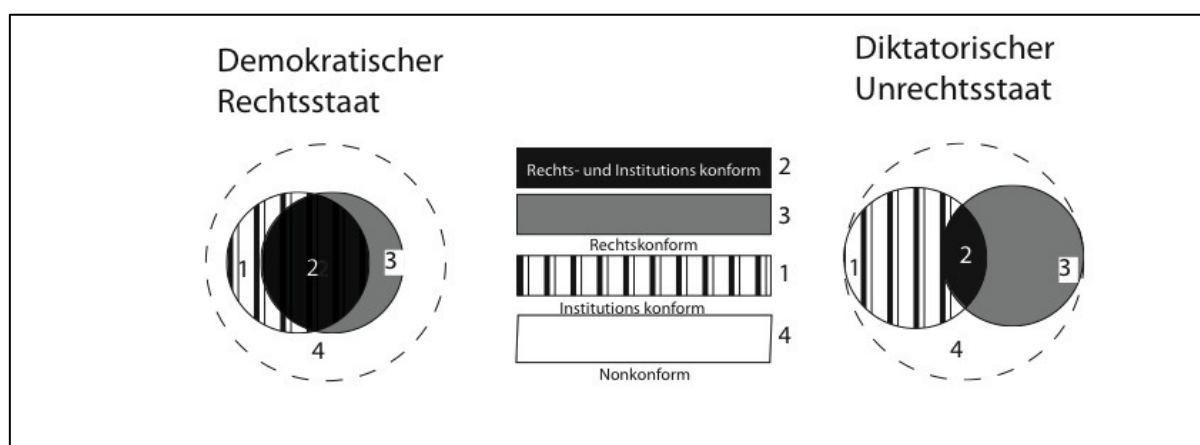 Demokratischer
Rechtsstaat
1
2
3
4
Rechts- und Institutions konform
2
3
Rechtskonform
1
Institutions konform
4
Nonkonform
Diktatorischer
Unrechtsstaat
1
2
3
4